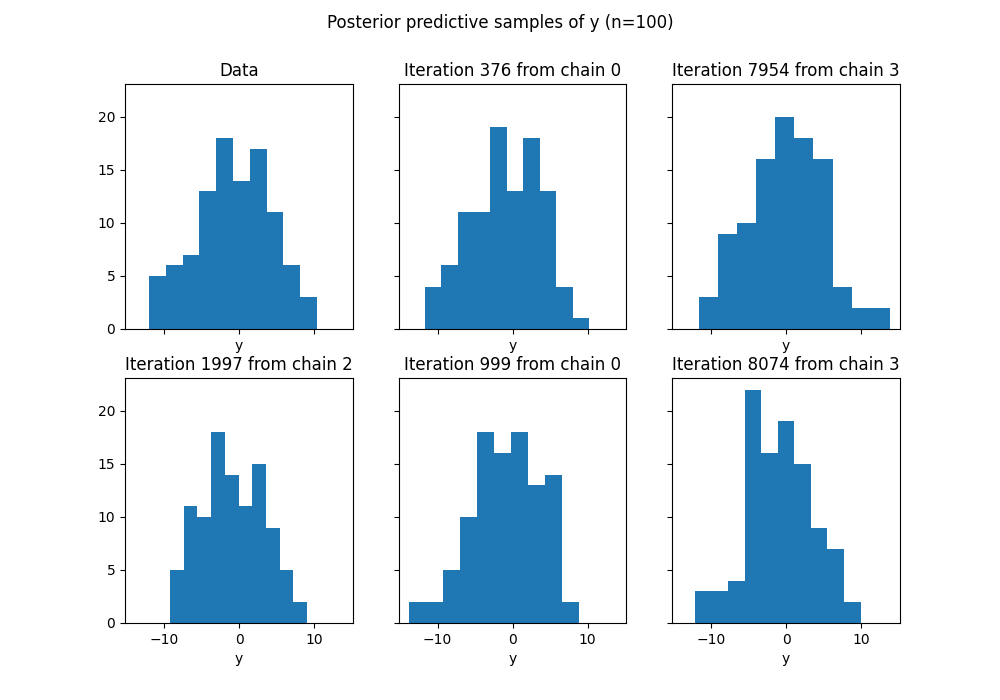 Posterior predictive samples of y (n=100)
Data
Iteration 376 from chain 0
Iteration 7954 from chain 3
20
15
10
5
0
y
y
y
Iteration 1997 from chain 2
Iteration 999 from chain 0
Iteration 8074 from chain 3
20
15
10
5
0
−10 0 10
−10 0 10
−10 0 10
y
y
y